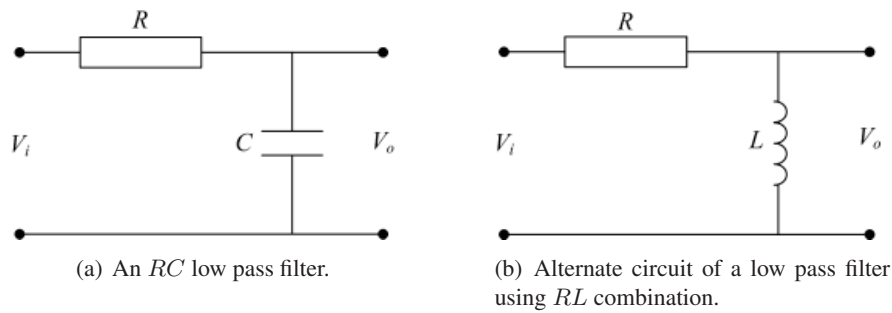 R
R
V_i
C
V_o
V_i
L
V_o
(a) An RC low pass filter.
(b) Alternate circuit of a low pass filter
using RL combination.